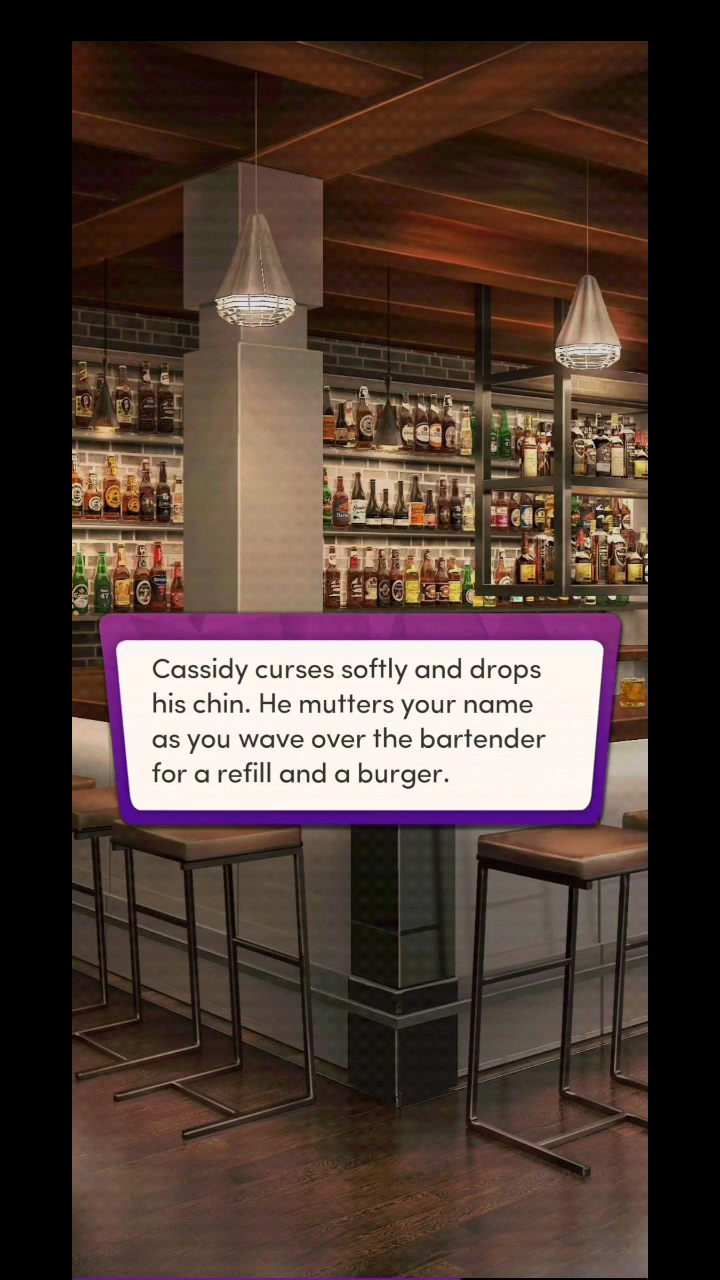 Cassidy curses softly and drops
his chin. He mutters your name
as you wave over the bartender
for a refill and a burger.